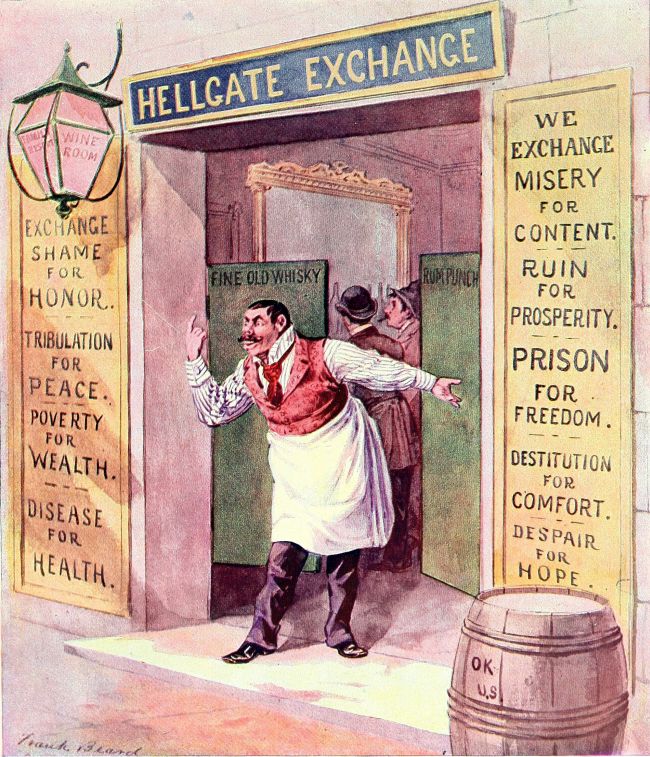 HELLGATE EXCHANGE
WINE
ROOM
EXCHANGE
SHAME
FOR
HONOR.
TRIBULATION
FOR
PEACE.
POVERTY
FOR
WEALTH.
DISEASE
FOR
HEALTH.
FINE OLD WHISKY
RUM PUNCH
WE
EXCHANGE
MISERY
FOR
CONTENT.
RUIN
FOR
PROSPERITY.
PRISON
FOR
FREEDOM.
DESTITUTION
FOR
COMFORT.
DESPAIR
FOR
HOPE.
OK
U.S
Frank Beard